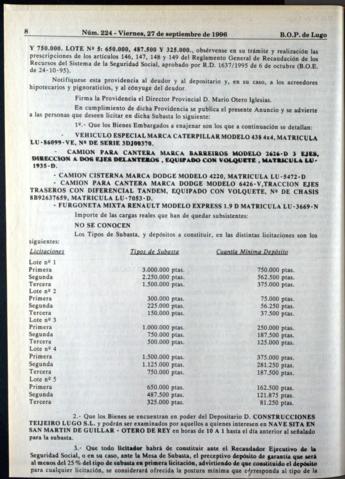 8 Núm. 224 - Viernes, 27 de septiembre de 1996 B.O.P. de Lugo
Y 750.000. LOTE Nº 5: 650.000, 487.500 Y 325.000., obsérvense en su trámite y realización las
prescripciones de los artículos 146, 147, 148 y 149 del Reglamento General de Recaudación de los
Recursos del Sistema de la Seguridad Social, aprobado por R.D. 1637/1995 de 6 de octubre (B.O.E.
de 24-10-95).
Notifíquese esta providencia al deudor y al depositario y, en su caso, a los acreedores
hipotecarios y pignoraticios, y al cónyuge del deudor.
Firma la Providencia el Director Provincial D. Mario Otero Iglesias.
En cumplimiento de dicha Providencia se publica el presente Anuncio y se advierte
a las personas que deseen licitar en dicha Subasta lo siguiente:
1º.- Que los Bienes Embargados a enajenar son los que a continuación se detallan:
VEHICULO ESPECIAL MARCA CATERPILLAR MODELO 438 4x4, MATRICULA
LU-86099-VE, Nº DE SERIE 3DJ00370.
- CAMION PARA CANTERA MARCA BARREIROS MODELO 2626-D 3 EJES,
DIRECCION A DOS EJES DELANTEROS, EQUIPADO CON VOLQUETE, MATRICULA LU-
1935-D.
- CAMION CISTERNA MARCA DODGE MODELO 4220, MATRICULA LU-5472-D
- CAMION PARA CANTERA MARCA DODGE MODELO 6426-V, TRACCION EJES
TRASEROS CON DIFERENCIAL TANDEM, EQUIPADO CON VOLQUETE, Nº DE CHASIS
8B92637659, MATRICULA LU-7053-D.
- FURGONETA MIXTA RENAULT MODELO EXPRESS 1.9 D MATRICULA LU-3669-N
Importe de las cargas reales que han de quedar subsistentes:
NO SE CONOCEN
Los Tipos de Subasta, y depósitos a constituir, en las distintas licitaciones son los
siguientes:
Licitaciones Tipos de Subasta Cuantía Mínima Depósito
Lote nº 1
Primera 3.000.000 ptas. 750.000 ptas.
Segunda 2.250.000 ptas. 562.500 ptas.
Tercera 1.500.000 ptas. 375.000 ptas.
Lote nº 2
Primera 300.000 ptas. 75.000 ptas.
Segunda 225.000 ptas. 56.250 ptas.
Tercera 150.000 ptas. 37.500 ptas.
Lote nº 3
Primera 1.000.000 ptas. 250.000 ptas.
Segunda 750.000 ptas. 187.500 ptas.
Tercera 500.000 ptas. 125.000 ptas.
Lote nº 4
Primera 1.500.000 ptas. 375.000 ptas.
Segunda 1.125.000 ptas. 281.250 ptas.
Tercera 750.000 ptas. 187.500 ptas.
Lote nº 5
Primera 650.000 ptas. 162.500 ptas.
Segunda 487.500 ptas. 121.875 ptas.
Tercera 325.000 ptas. 81.250 ptas.
2.- Que los Bienes se encuentran en poder del Depositario D. CONSTRUCCIONES
TEIJEIRO LUGO S.L. y podrán ser examinados por aquellos a quienes interesen en NAVE SITA EN
SAN MARTIN DE GUILLAR - OTERO DE REY en horas de 10 A 1 hasta el día anterior al señalado
para la subasta.
3.- Que todo licitador habrá de constituir ante el Recaudador Ejecutivo de la
Seguridad Social, o en su caso, ante la Mesa de Subasta, el preceptivo depósito de garantía que será
al menos del 25% del tipo de subasta en primera licitación, advirtiendo de que constituido el depósito
para cualquier licitación, se considerará ofrecida la postura mínima que corresponda al tipo de la